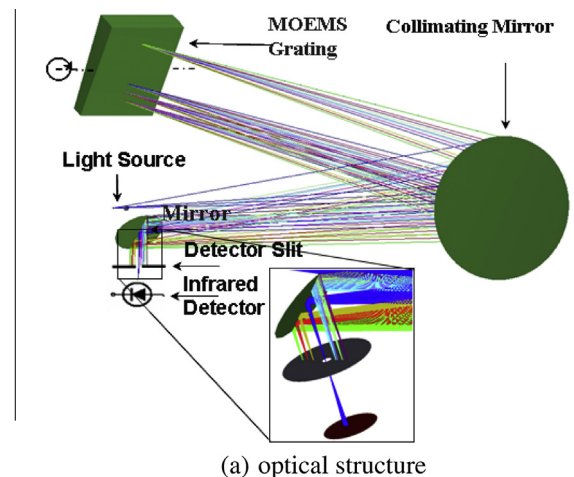 MOEMS
Grating
Collimating Mirror
Light Source
Mirror
Detector Slit
Infrared
Detector
(a) optical structure